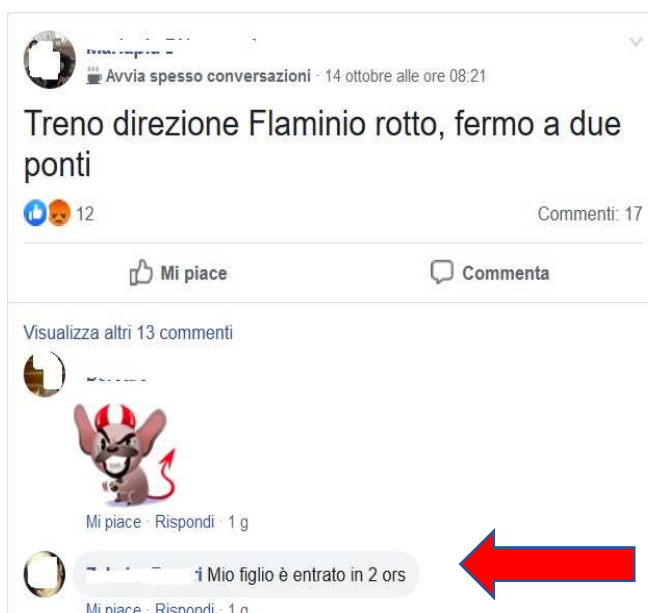 Avvia spesso conversazioni · 14 ottobre alle ore 08:21
Treno direzione Flaminio rotto, fermo a due
ponti
12
Commenti: 17
Mi piace
Commenta
Visualizza altri 13 commenti
Mi piace · Rispondi · 1 g
Mio figlio è entrato in 2 ors
Mi piace · Rispondi · 1 g